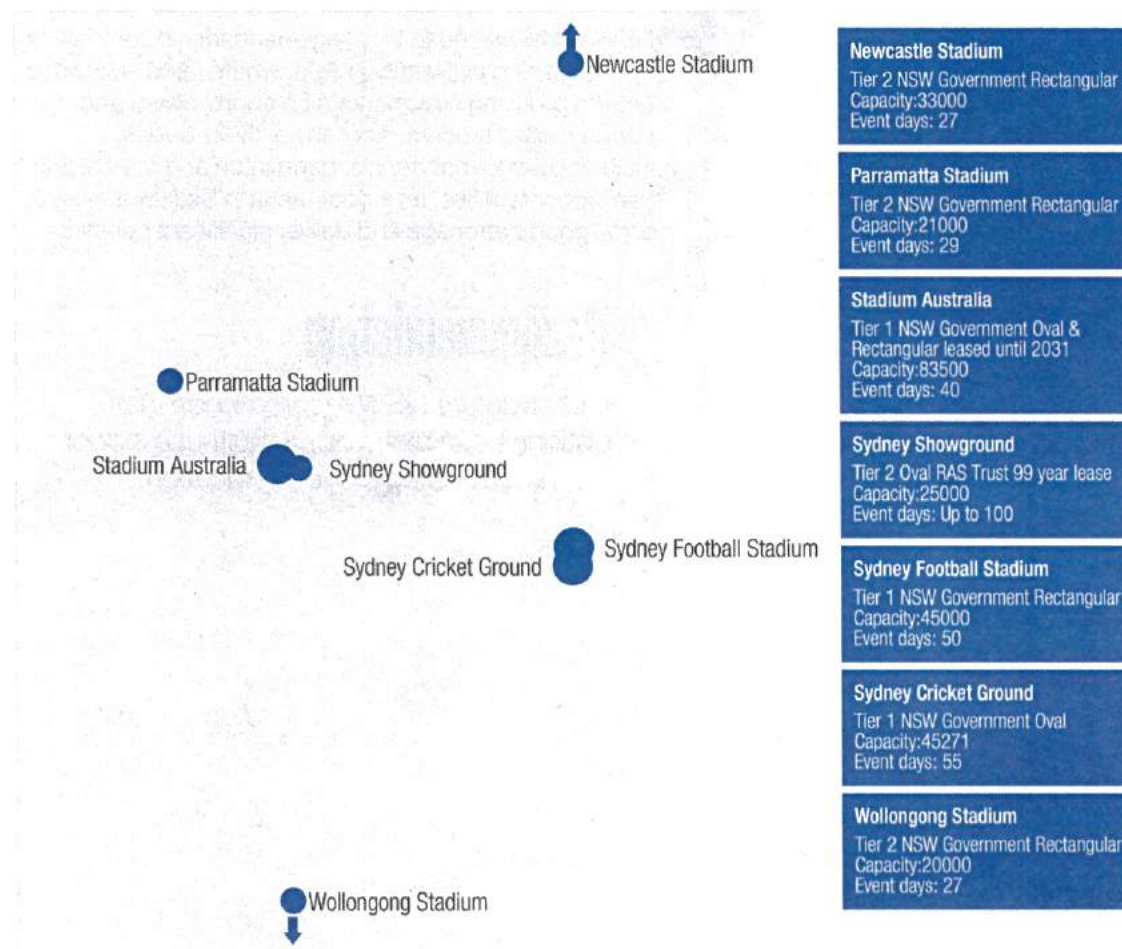 Newcastle Stadium
Parramatta Stadium
Stadium Australia
Sydney Showground
Sydney Football Stadium
Sydney Cricket Ground
Wollongong Stadium
Newcastle Stadium
Tier 2 NSW Government Rectangular
Capacity:33000
Event days: 27
Parramatta Stadium
Tier 2 NSW Government Rectangular
Capacity:21000
Event days: 29
Stadium Australia
Tier 1 NSW Government Oval &
Rectangular leased until 2031
Capacity:83500
Event days: 40
Sydney Showground
Tier 2 Oval RAS Trust 99 year lease
Capacity:25000
Event days: Up to 100
Sydney Football Stadium
Tier 1 NSW Government Rectangular
Capacity:45000
Event days: 50
Sydney Cricket Ground
Tier 1 NSW Government Oval
Capacity:45271
Event days: 55
Wollongong Stadium
Tier 2 NSW Government Rectangular
Capacity:20000
Event days: 27